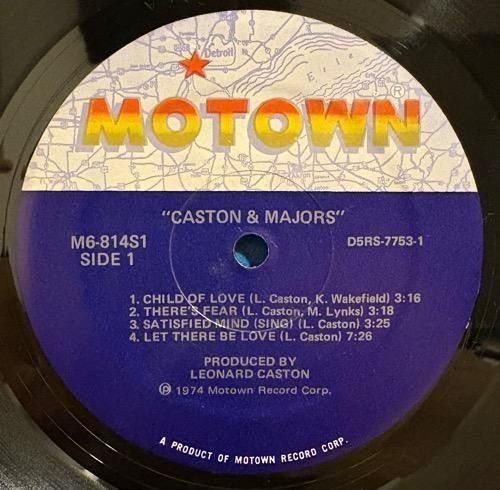 Detroit
Erie
MOTOWN®
"CASTON & MAJORS"
M6-814S1
D5RS-7753-1
SIDE 1
1. CHILD OF LOVE (L. Caston, K. Wakefield) 3:16
2. THERE'S FEAR (L. Caston, M. Lynks) 3:18
3. SATISFIED MIND (SING) (L. Caston) 3:25
4. LET THERE BE LOVE (L. Caston) 7:26
PRODUCED BY
LEONARD CASTON
℗ 1974 Motown Record Corp.
A PRODUCT OF MOTOWN RECORD CORP.